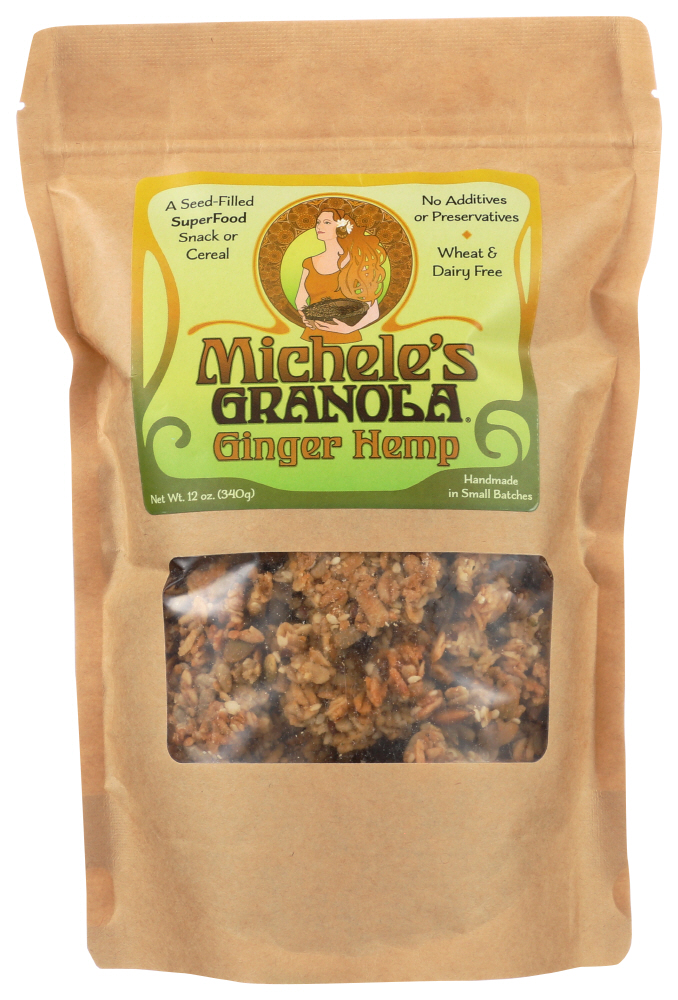 A Seed-Filled
SuperFood
Snack or
Cereal
No Additives
or Preservatives
Wheat &
Dairy Free
Michele's
GRANOLA®
Ginger Hemp
Net Wt. 12 oz. (340g)
Handmade
in Small Batches